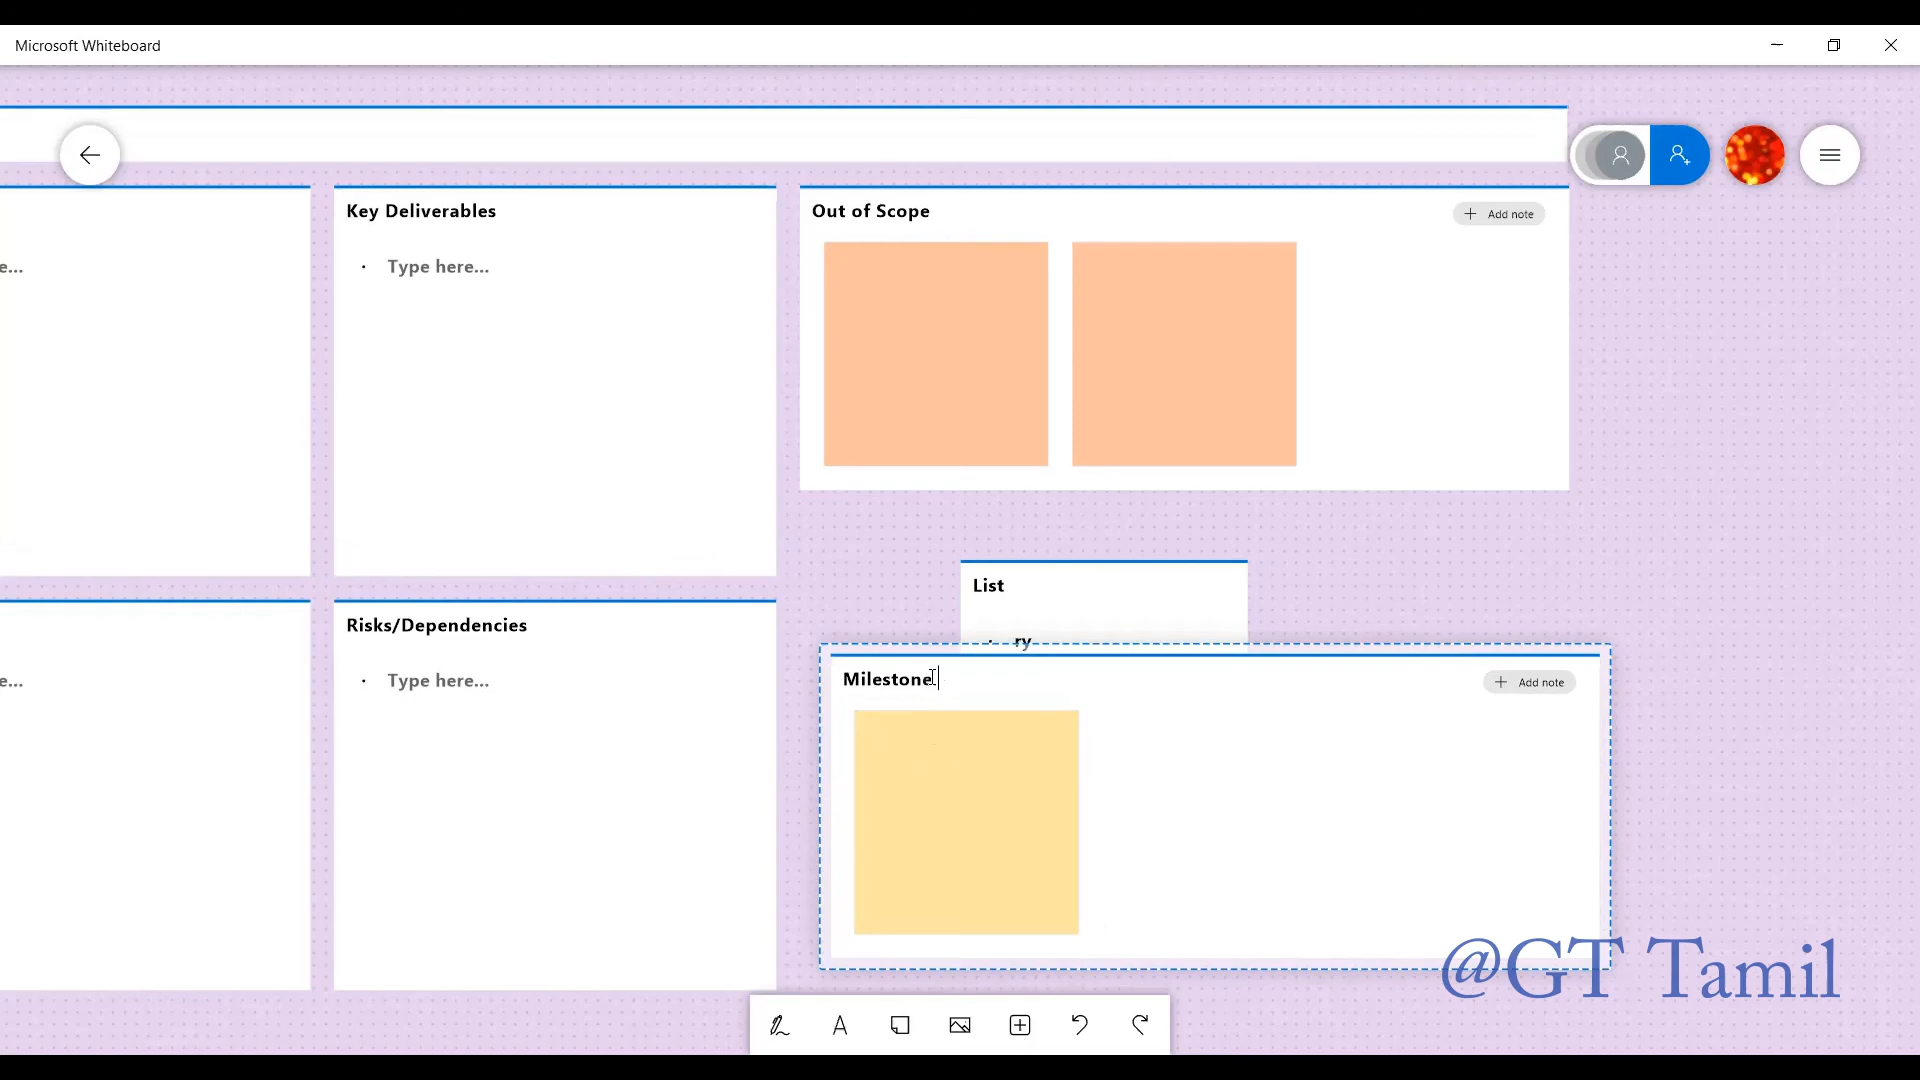 Microsoft Whiteboard
Key Deliverables
Out of Scope
+ Add note
e...
· Type here...
List
· ry
Risks/Dependencies
Milestone
+ Add note
e...
· Type here...
@GT Tamil